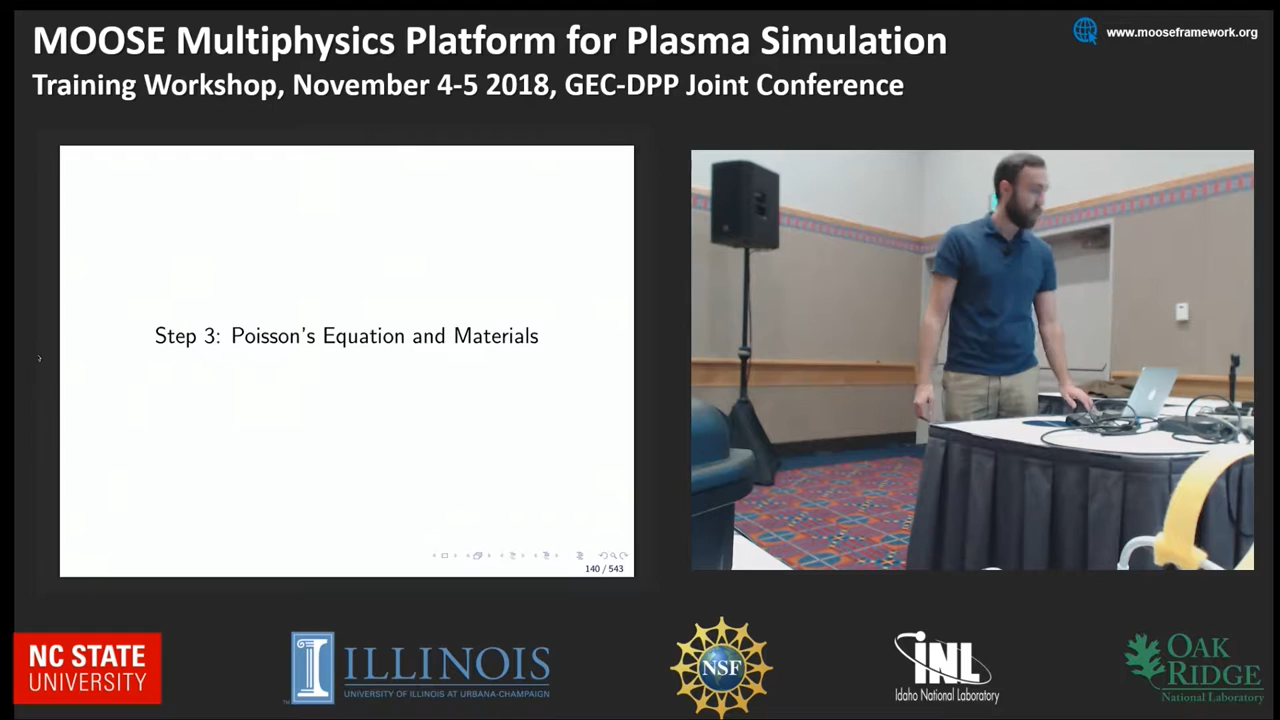 MOOSE Multiphysics Platform for Plasma Simulation
www.mooseframework.org
Training Workshop, November 4-5 2018, GEC-DPP Joint Conference
Step 3: Poisson's Equation and Materials
140 / 543
NC STATE
UNIVERSITY
ILLINOIS
UNIVERSITY OF ILLINOIS AT URBANA-CHAMPAIGN
NSF
INL
Idaho National Laboratory
OAK
RIDGE
National Laboratory